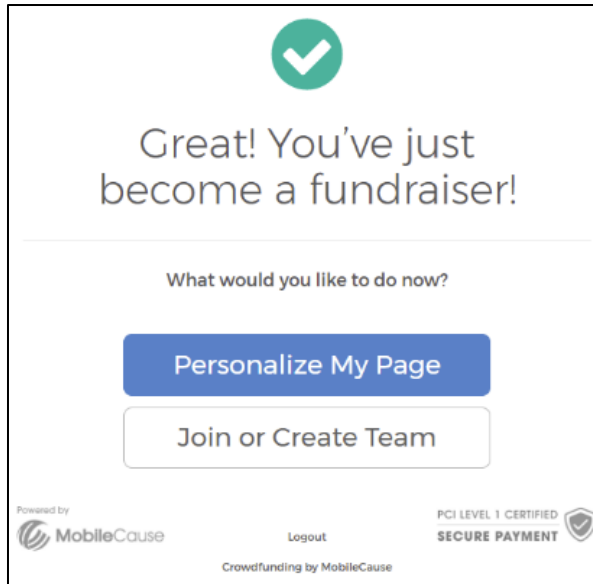 Great! You've just
become a fundraiser!
What would you like to do now?
Personalize My Page
Join or Create Team
Powered by
MobileCause
Logout
Crowdfunding by MobileCause
PCI LEVEL 1 CERTIFIED
SECURE PAYMENT